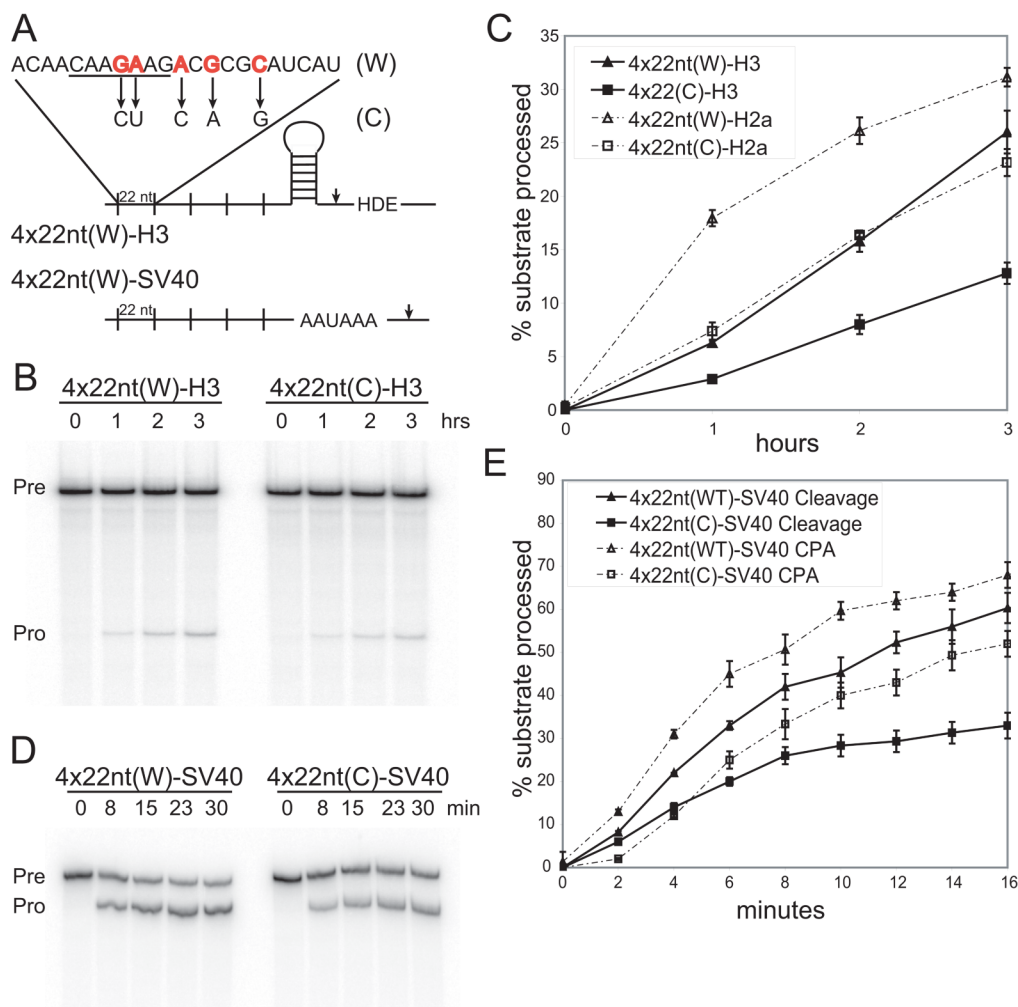 A
ACAACAAGAAGACGCGCAUCAU (W)
CU C A G (C)
22 nt
HDE
4x22nt(W)-H3
4x22nt(W)-SV40
22 nt
AAUAAA
B
4x22nt(W)-H3 4x22nt(C)-H3
0 1 2 3 0 1 2 3 hrs
Pre
Pro
D
4x22nt(W)-SV40 4x22nt(C)-SV40
0 8 15 23 30 0 8 15 23 30 min
Pre
Pro
C
% substrate processed
35
30
25
20
15
10
5
0
4x22nt(W)-H3
4x22(C)-H3
4x22nt(W)-H2a
4x22nt(C)-H2a
0 1 2 3
hours
E
% substrate processed
90
80
70
60
50
40
30
20
10
0
4x22nt(WT)-SV40 Cleavage
4x22nt(C)-SV40 Cleavage
4x22nt(WT)-SV40 CPA
4x22nt(C)-SV40 CPA
0 2 4 6 8 10 12 14 16
minutes